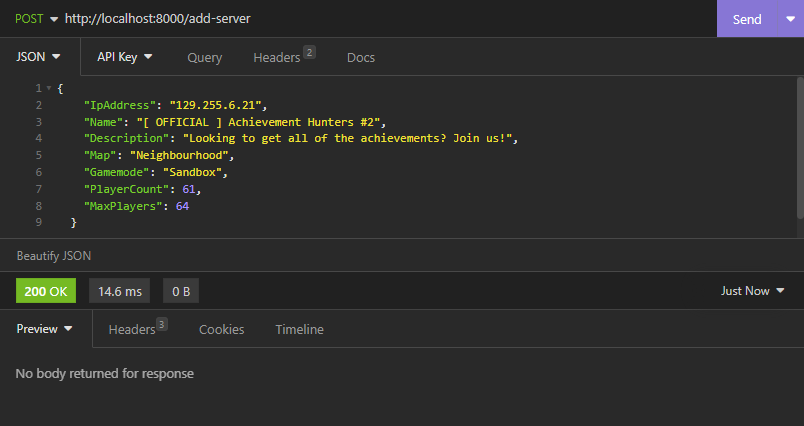 POST http://localhost:8000/add-server Send
JSON API Key Query Headers 2 Docs
1 {
2 "IpAddress": "129.255.6.21",
3 "Name": "[ OFFICIAL ] Achievement Hunters #2",
4 "Description": "Looking to get all of the achievements? Join us!",
5 "Map": "Neighbourhood",
6 "Gamemode": "Sandbox",
7 "PlayerCount": 61,
8 "MaxPlayers": 64
9 }
Beautify JSON
200 OK 14.6 ms 0 B Just Now
Preview Headers 3 Cookies Timeline
No body returned for response